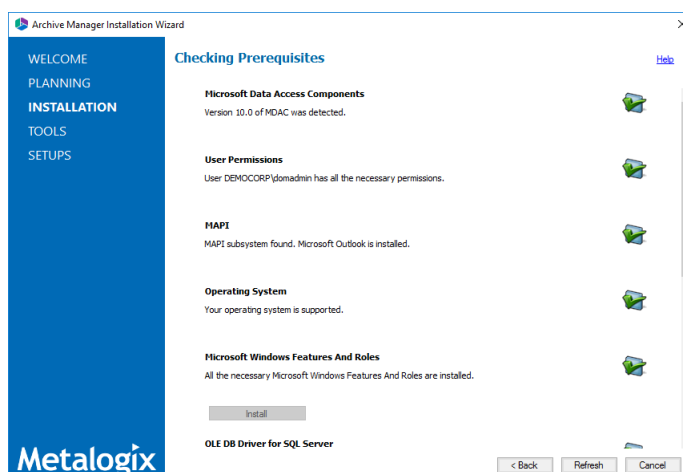 Archive Manager Installation Wizard
WELCOME
PLANNING
INSTALLATION
TOOLS
SETUPS
Metalogix
Checking Prerequisites
Help
Microsoft Data Access Components
Version 10.0 of MDAC was detected.
User Permissions
User DEMOCORP\domadmin has all the necessary permissions.
MAPI
MAPI subsystem found. Microsoft Outlook is installed.
Operating System
Your operating system is supported.
Microsoft Windows Features And Roles
All the necessary Microsoft Windows Features And Roles are installed.
Install
OLE DB Driver for SQL Server
< Back Refresh Cancel